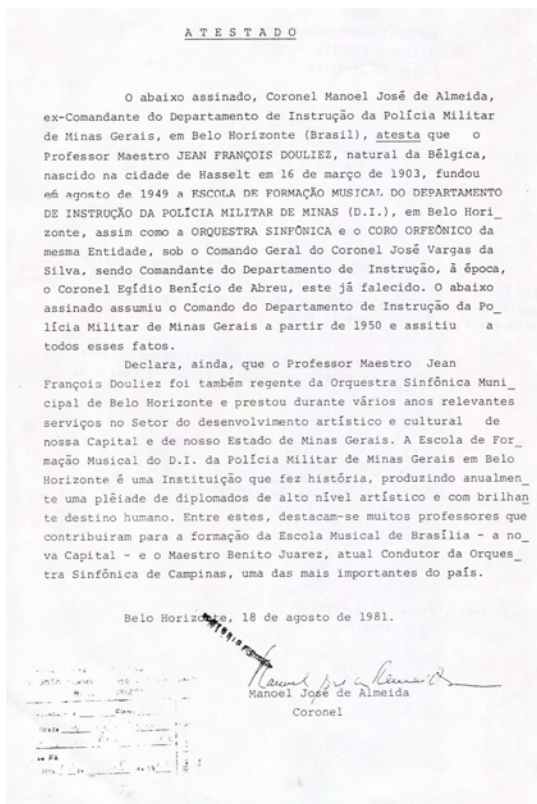 ATESTADO
O abaixo assinado, Coronel Manoel José de Almeida,
ex-Comandante do Departamento de Instrução da Polícia Militar
de Minas Gerais, em Belo Horizonte (Brasil), atesta que o
Professor Maestro JEAN FRANÇOIS DOULIEZ, natural da Bélgica,
nascido na cidade de Hasselt em 16 de março de 1903, fundou
em agosto de 1949 a ESCOLA DE FORMAÇÃO MUSICAL DO DEPARTAMENTO
DE INSTRUÇÃO DA POLÍCIA MILITAR DE MINAS (D.I.), em Belo Hori_
zonte, assim como a ORQUESTRA SINFÔNICA e o CORO ORFEÔNICO da
mesma Entidade, sob o Comando Geral do Coronel José Vargas da
Silva, sendo Comandante do Departamento de Instrução, à época,
o Coronel Egídio Benício de Abreu, este já falecido. O abaixo
assinado assumiu o Comando do Departamento de Instrução da Po_
lícia Militar de Minas Gerais a partir de 1950 e assitiu a
todos esses fatos.
Declara, ainda, que o Professor Maestro Jean
François Douliez foi também regente da Orquestra Sinfônica Muni_
cipal de Belo Horizonte e prestou durante vários anos relevantes
serviços no Setor do desenvolvimento artístico e cultural de
nossa Capital e de nosso Estado de Minas Gerais. A Escola de For_
mação Musical do D.I. da Polícia Militar de Minas Gerais em Belo
Horizonte é uma Instituição que fez história, produzindo anualmen_
te uma plêiade de diplomados de alto nível artístico e com brilhan
te destino humano. Entre estes, destacam-se muitos professores que
contribuiram para a formação da Escola Musical de Brasília - a no_
va Capital - e o Maestro Benito Juarez, atual Condutor da Orques_
tra Sinfônica de Campinas, uma das mais importantes do país.
Belo Horizonte, 18 de agosto de 1981.
Manoel José de Almeida
Manoel José de Almeida
Coronel